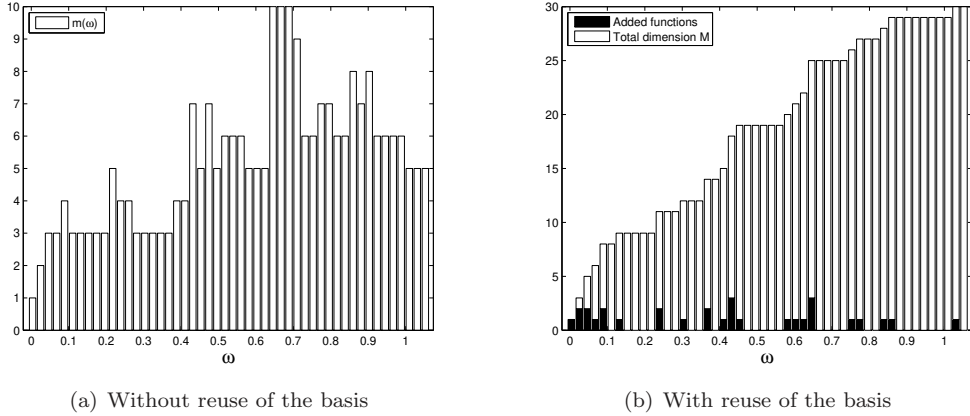 10
9
8
7
6
5
4
3
2
1
0
m(ω)
0 0.1 0.2 0.3 0.4 0.5 0.6 0.7 0.8 0.9 1
ω
(a) Without reuse of the basis
30
25
20
15
10
5
0
Added functions
Total dimension M
0 0.1 0.2 0.3 0.4 0.5 0.6 0.7 0.8 0.9 1
ω
(b) With reuse of the basis